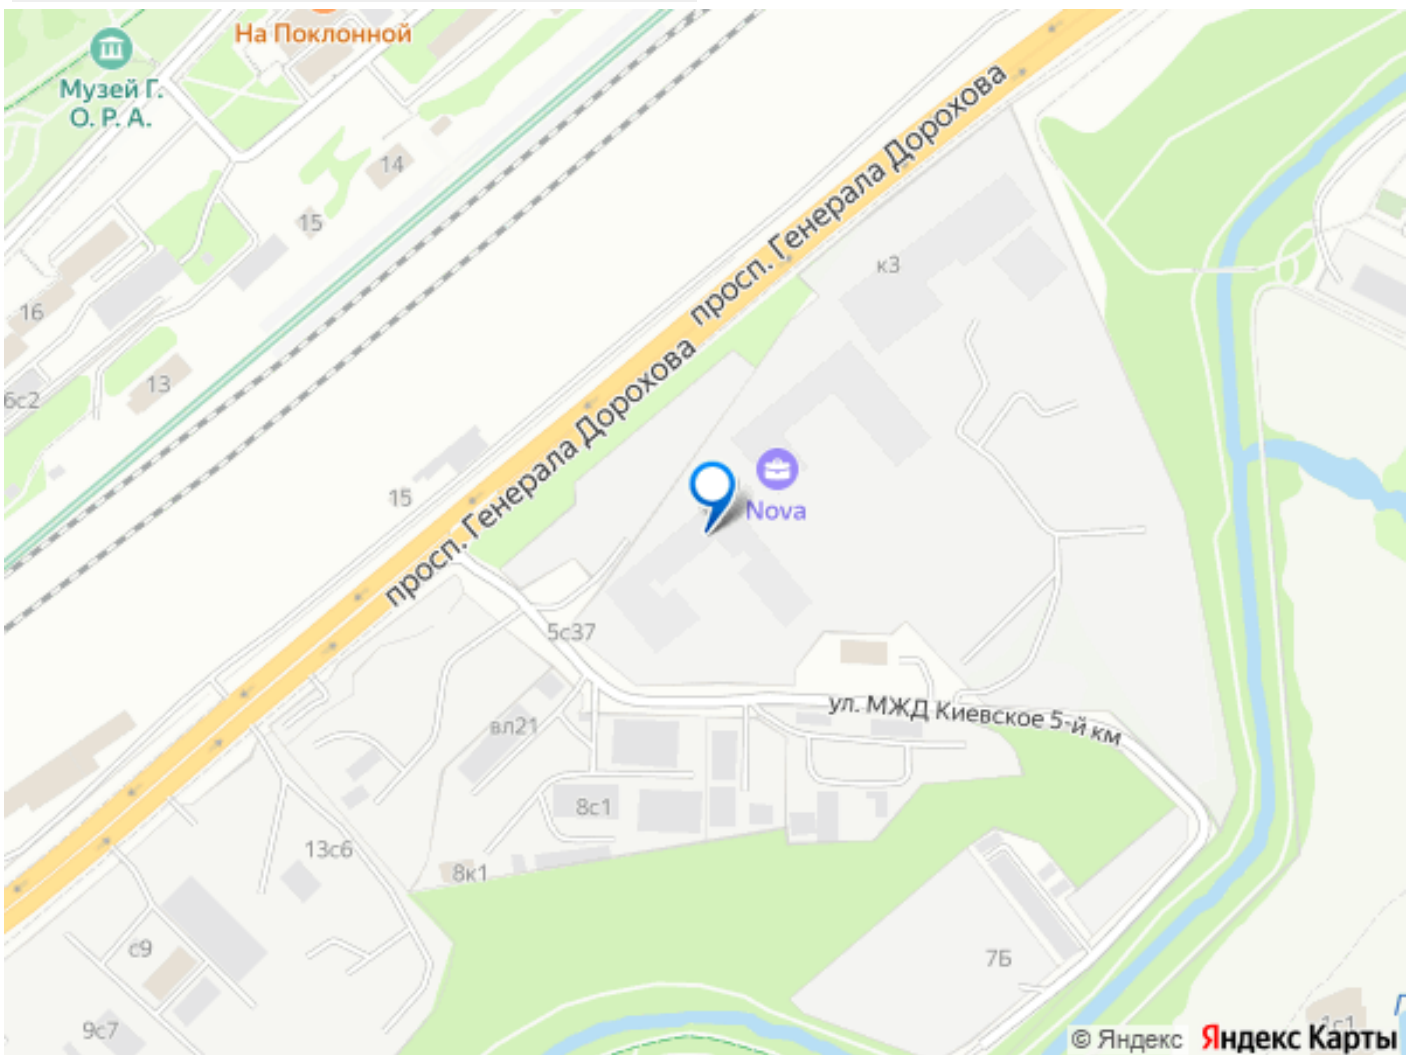 На Поклонной
Музей Г.
О. Р. А.
14
15
16
13
6с2
просп. Генерала Дорохова
просп. Генерала Дорохова
к3
15
Nova
5с37
ул. МЖД Киевское 5-й км
вл21
8с1
13с6
8к1
с9
7Б
9с7
1с1
© Яндекс
Яндекс Карты